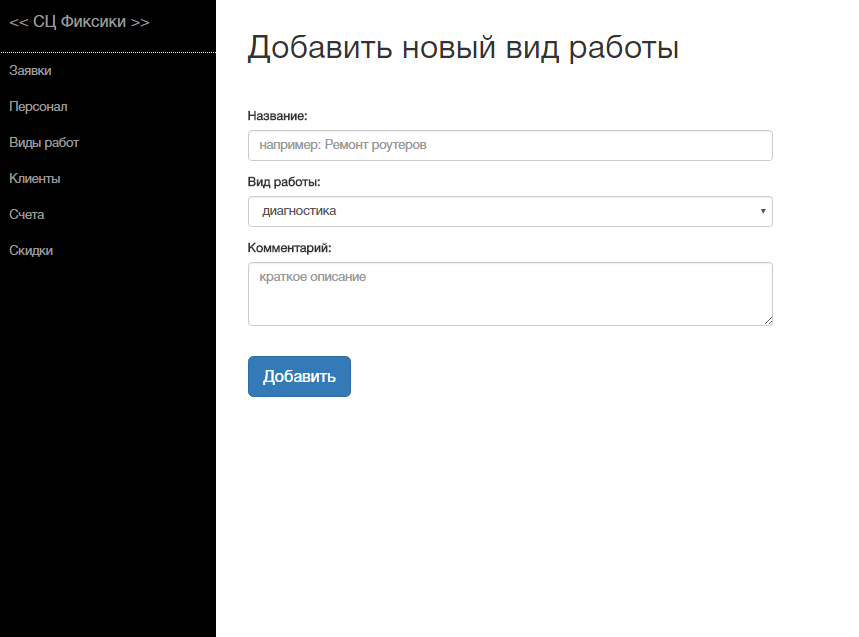 << СЦ Фиксики >>
Заявки
Персонал
Виды работ
Клиенты
Счета
Скидки
Добавить новый вид работы
Название:
например: Ремонт роутеров
Вид работы:
диагностика
Комментарий:
краткое описание
Добавить